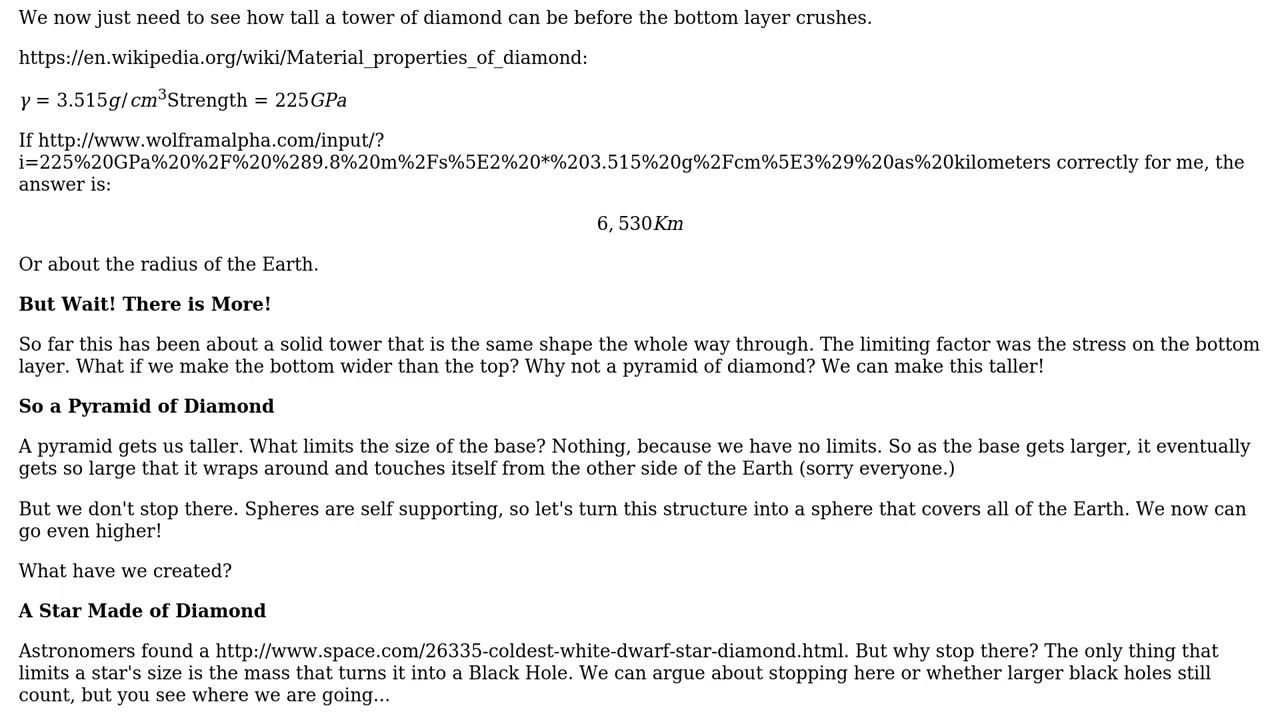 We now just need to see how tall a tower of diamond can be before the bottom layer crushes.
https://en.wikipedia.org/wiki/Material_properties_of_diamond:
γ = 3.515g/cm³Strength = 225GPa
If http://www.wolframalpha.com/input/?
i=225%20GPa%20%2F%20%289.8%20m%2Fs%5E2%20*%203.515%20g%2Fcm%5E3%29%20as%20kilometers correctly for me, the
answer is:
6, 530Km
Or about the radius of the Earth.
But Wait! There is More!
So far this has been about a solid tower that is the same shape the whole way through. The limiting factor was the stress on the bottom
layer. What if we make the bottom wider than the top? Why not a pyramid of diamond? We can make this taller!
So a Pyramid of Diamond
A pyramid gets us taller. What limits the size of the base? Nothing, because we have no limits. So as the base gets larger, it eventually
gets so large that it wraps around and touches itself from the other side of the Earth (sorry everyone.)
But we don't stop there. Spheres are self supporting, so let's turn this structure into a sphere that covers all of the Earth. We now can
go even higher!
What have we created?
A Star Made of Diamond
Astronomers found a http://www.space.com/26335-coldest-white-dwarf-star-diamond.html. But why stop there? The only thing that
limits a star's size is the mass that turns it into a Black Hole. We can argue about stopping here or whether larger black holes still
count, but you see where we are going...